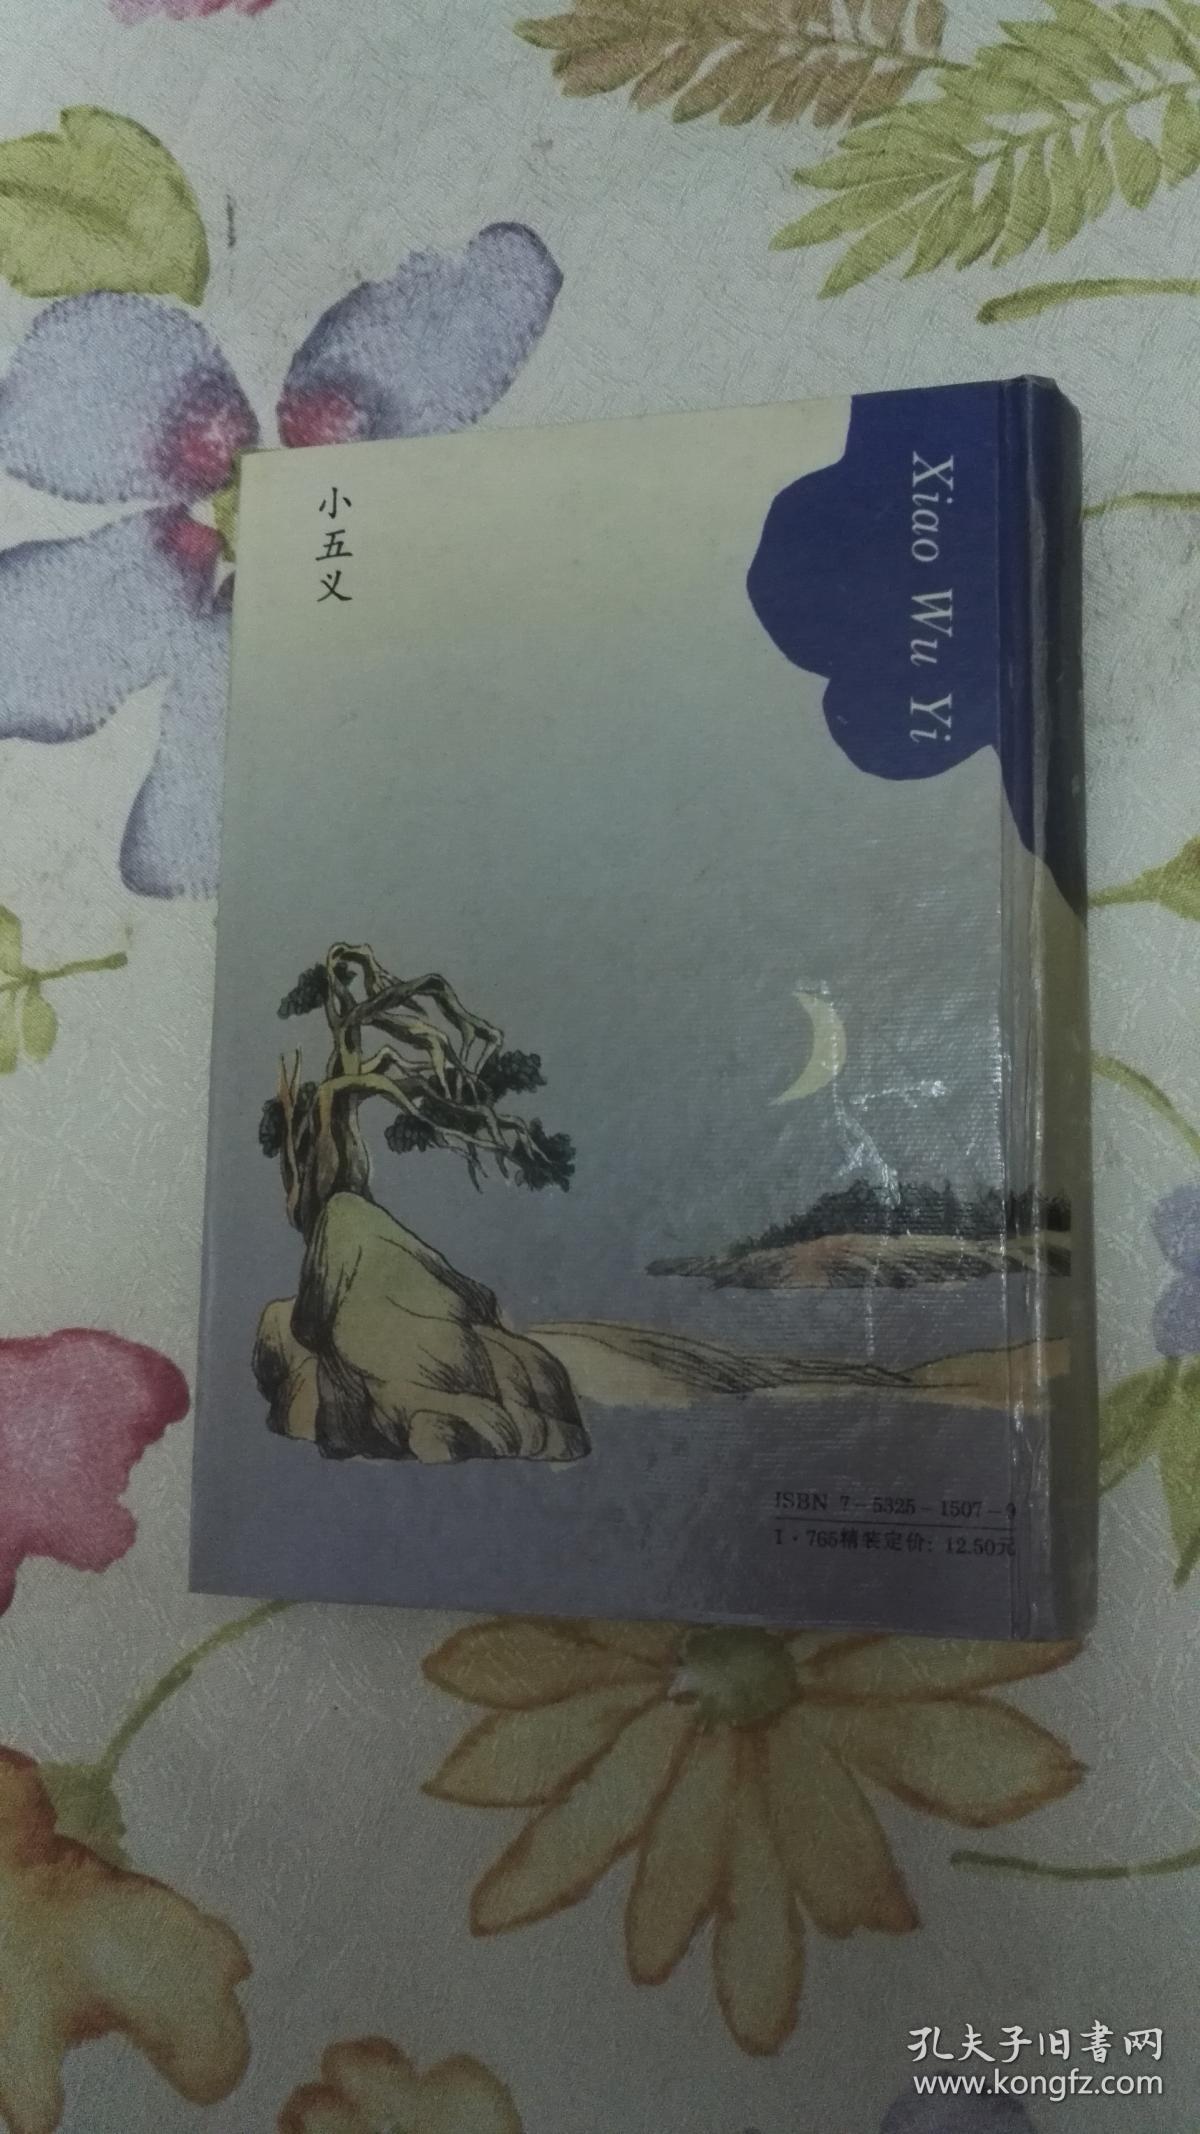 小五义
Xiao Wu Yi
ISBN 7-5325-1507-9
I·765精装定价：12.50元
孔夫子旧書网
www.kongfz.com